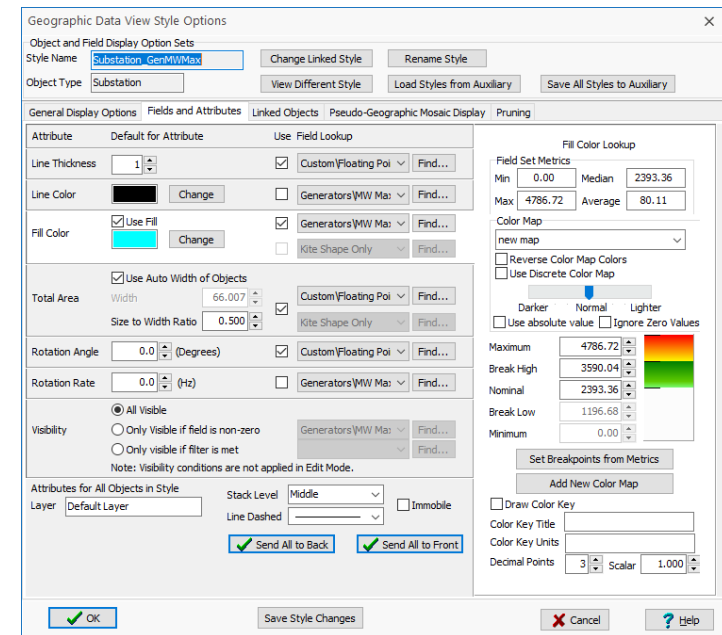 Geographic Data View Style Options
Object and Field Display Option Sets
Style Name Substation_GenMWMax Change Linked Style Rename Style
Object Type Substation View Different Style Load Styles from Auxiliary Save All Styles to Auxiliary
General Display Options Fields and Attributes Linked Objects Pseudo-Geographic Mosaic Display Pruning
Attribute Default for Attribute Use Field Lookup
Line Thickness 1 Custom\Floating Poi Find...
Line Color Change Generators\MW Max Find...
Fill Color Use Fill Change Generators\MW Max Find...
Kite Shape Only Find...
Use Auto Width of Objects
Total Area Width 66.007 Custom\Floating Poi Find...
Size to Width Ratio 0.500 Kite Shape Only Find...
Rotation Angle 0.0 (Degrees) Custom\Floating Poi Find...
Rotation Rate 0.0 (Hz) Generators\MW Max Find...
All Visible
Visibility Only Visible if field is non-zero Generators\MW Max Find...
Only visible if filter is met Find...
Note: Visibility conditions are not applied in Edit Mode.
Attributes for All Objects in Style
Layer Default Layer
Stack Level Middle
Immobile
Line Dashed
Send All to Back Send All to Front
Fill Color Lookup
Field Set Metrics
Min 0.00 Median 2393.36
Max 4786.72 Average 80.11
Color Map
new map
Reverse Color Map Colors
Use Discrete Color Map
Darker Normal Lighter
Use absolute value Ignore Zero Values
Maximum 4786.72
Break High 3590.04
Nominal 2393.36
Break Low 1196.68
Minimum 0.00
Set Breakpoints from Metrics
Add New Color Map
Draw Color Key
Color Key Title
Color Key Units
Decimal Points 3 Scalar 1.000
OK Save Style Changes Cancel ? Help